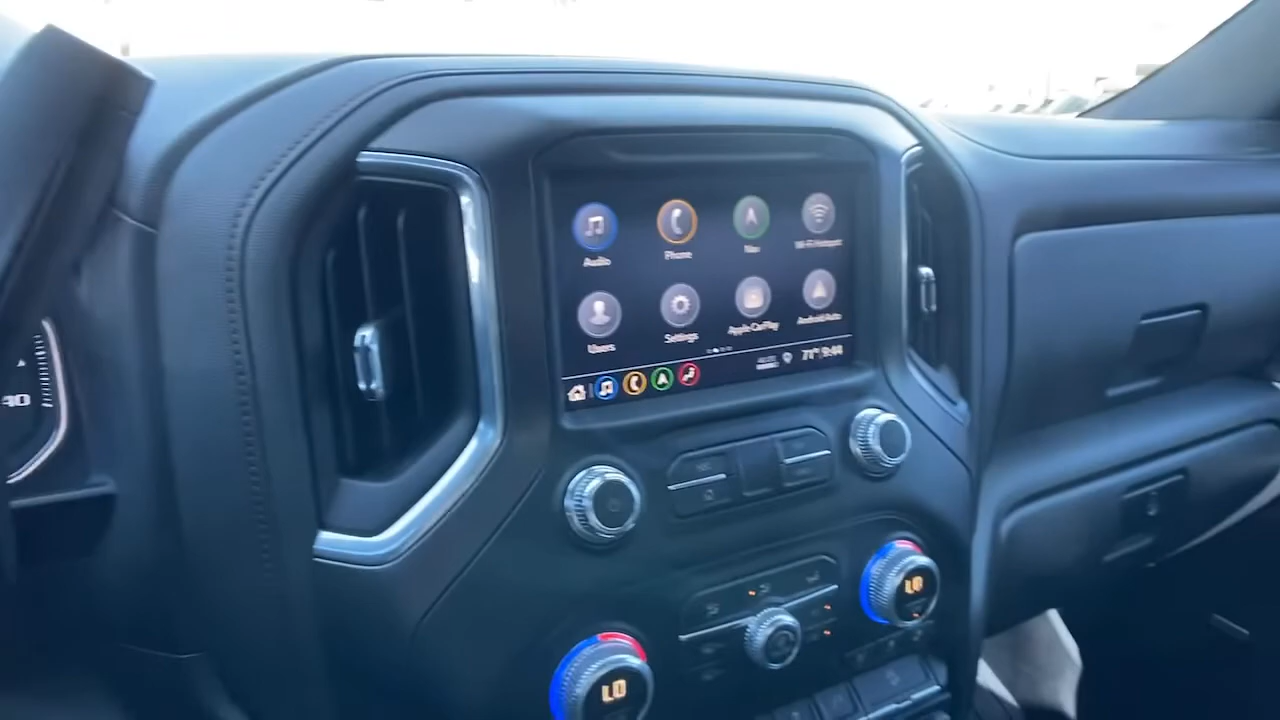 Audio
Phone
Nav
Wi-Fi Hotspot
Users
Settings
Apple CarPlay
Android Auto
71° 9:44
40
LO
LO